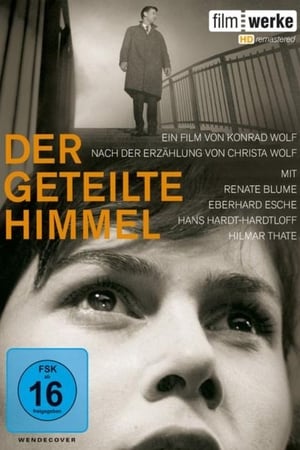 film werke
HD remastered
EIN FILM VON KONRAD WOLF
NACH DER ERZÄHLUNG VON CHRISTA WOLF
MIT
RENATE BLUME
EBERHARD ESCHE
HANS HARDT-HARDTLOFF
HILMAR THATE
DER
GETEILTE
HIMMEL
FSK
ab
16
freigegeben
WENDECOVER